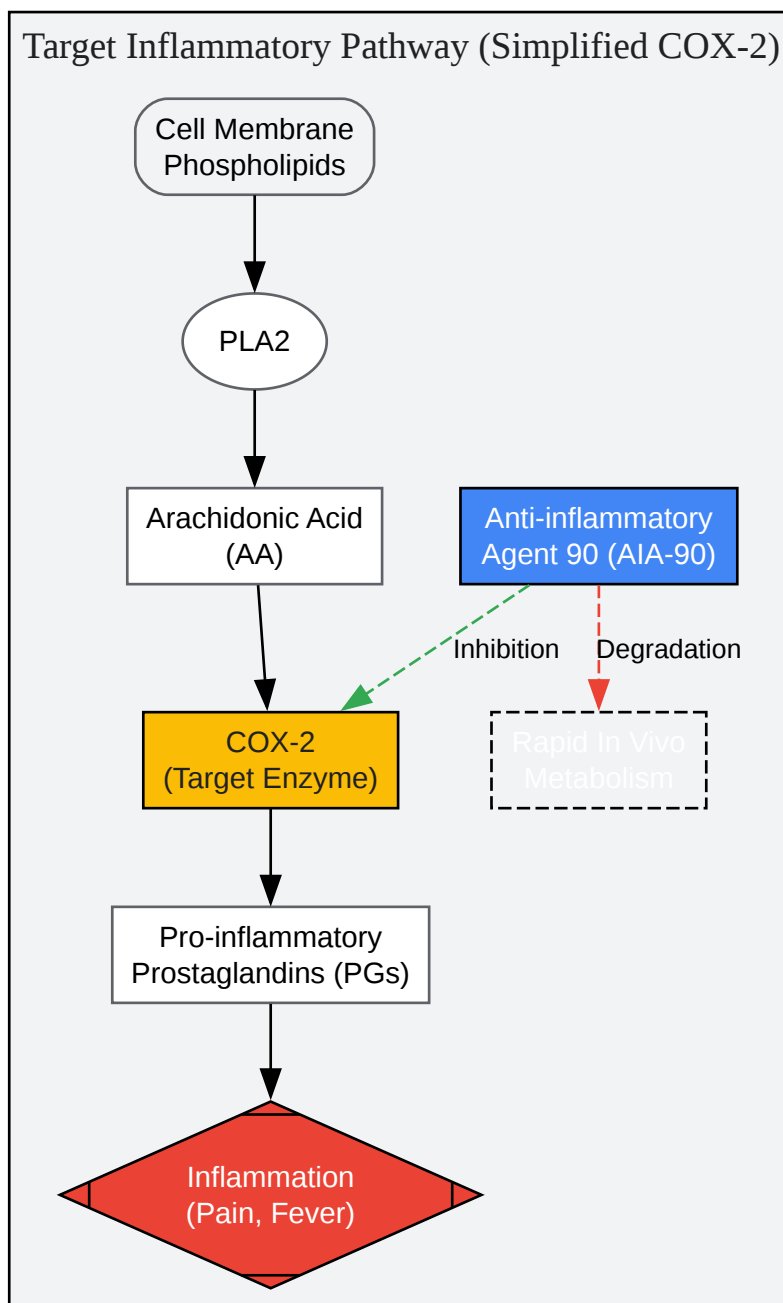 Target Inflammatory Pathway (Simplified COX-2)
Cell Membrane
Phospholipids
PLA2
Arachidonic Acid
(AA)
Anti-inflammatory
Agent 90 (AIA-90)
Inhibition
Degradation
COX-2
(Target Enzyme)
Rapid In Vivo
Metabolism
Pro-inflammatory
Prostaglandins (PGs)
Inflammation
(Pain, Fever)